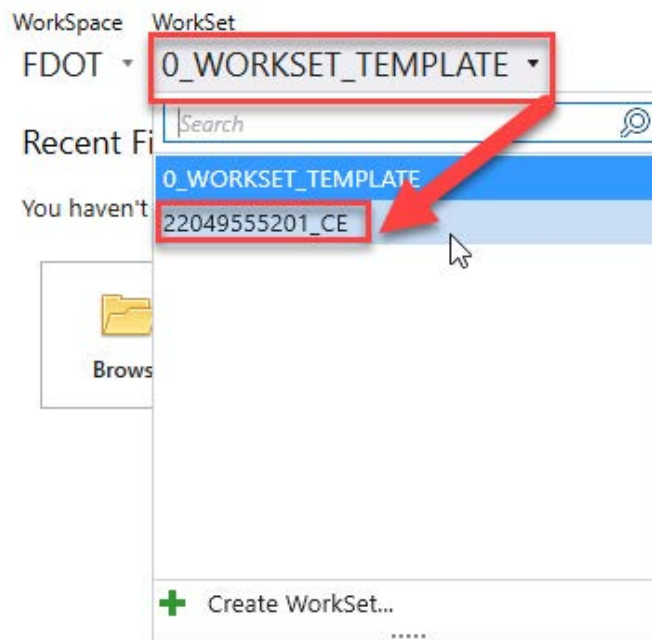 WorkSpace WorkSet
FDOT 0_WORKSET_TEMPLATE
Search
Recent Fi
0_WORKSET_TEMPLATE
You haven't
22049555201_CE
Brows
Create WorkSet...